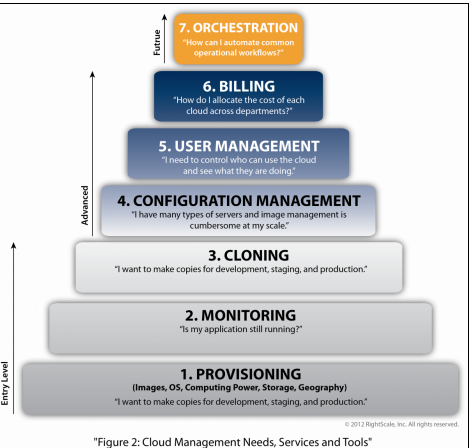 7. ORCHESTRATION
"How can I automate common
operational workflows?"
Futrue
6. BILLING
"How do I allocate the cost of each
cloud across departments?"
5. USER MANAGEMENT
"I need to control who can use the cloud
and see what they are doing."
4. CONFIGURATION MANAGEMENT
"I have many types of servers and image management is
cumbersome at my scale."
Advanced
3. CLONING
"I want to make copies for development, staging, and production."
2. MONITORING
"Is my application still running?"
1. PROVISIONING
(Images, OS, Computing Power, Storage, Geography)
"I want to make copies for development, staging, and production."
Entry Level
© 2012 RightScale, Inc. All rights reserved.
"Figure 2: Cloud Management Needs, Services and Tools"